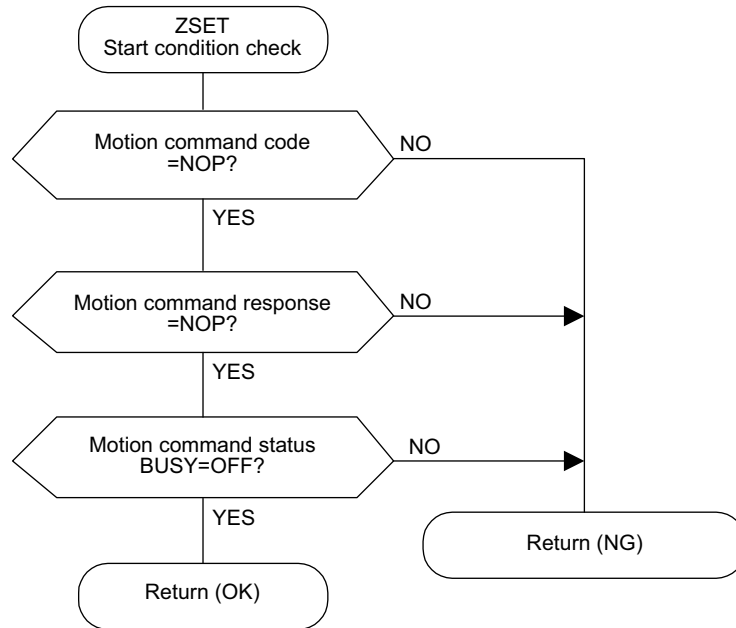 ZSET
Start condition check
Motion command code
=NOP?
NO
YES
Motion command response
=NOP?
NO
YES
Motion command status
BUSY=OFF?
NO
YES
Return (NG)
Return (OK)